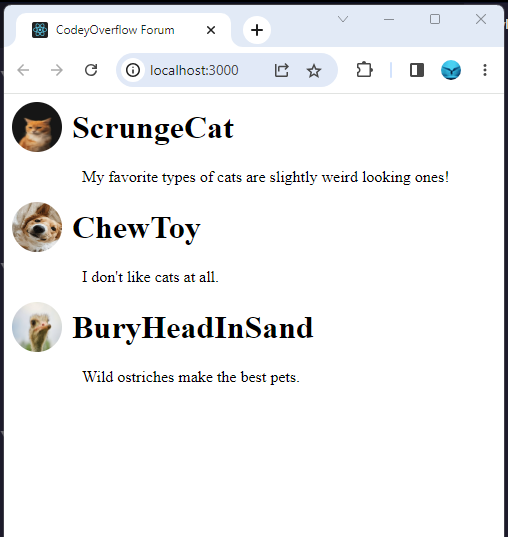 CodeyOverflow Forum
localhost:3000
ScrungeCat
My favorite types of cats are slightly weird looking ones!
ChewToy
I don't like cats at all.
BuryHeadInSand
Wild ostriches make the best pets.